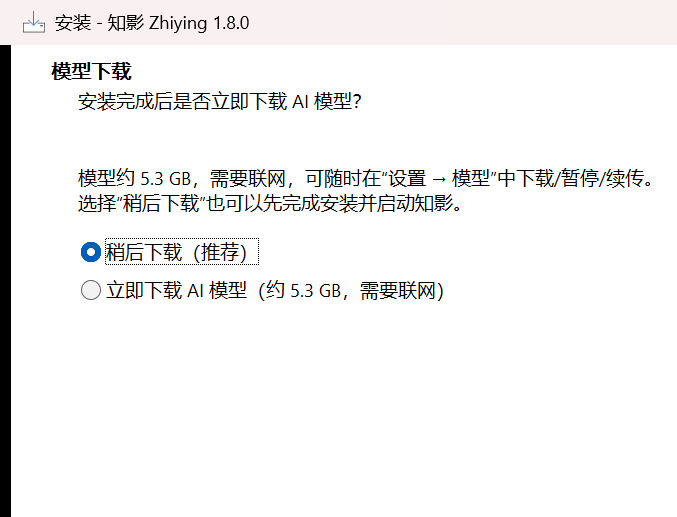 安装 - 知影 Zhiying 1.8.0
模型下载
安装完成后是否立即下载 AI 模型？
模型约 5.3 GB，需要联网，可随时在“设置 → 模型”中下载/暂停/续传。
选择“稍后下载”也可以先完成安装并启动知影。
稍后下载（推荐）
立即下载 AI 模型（约 5.3 GB，需要联网）